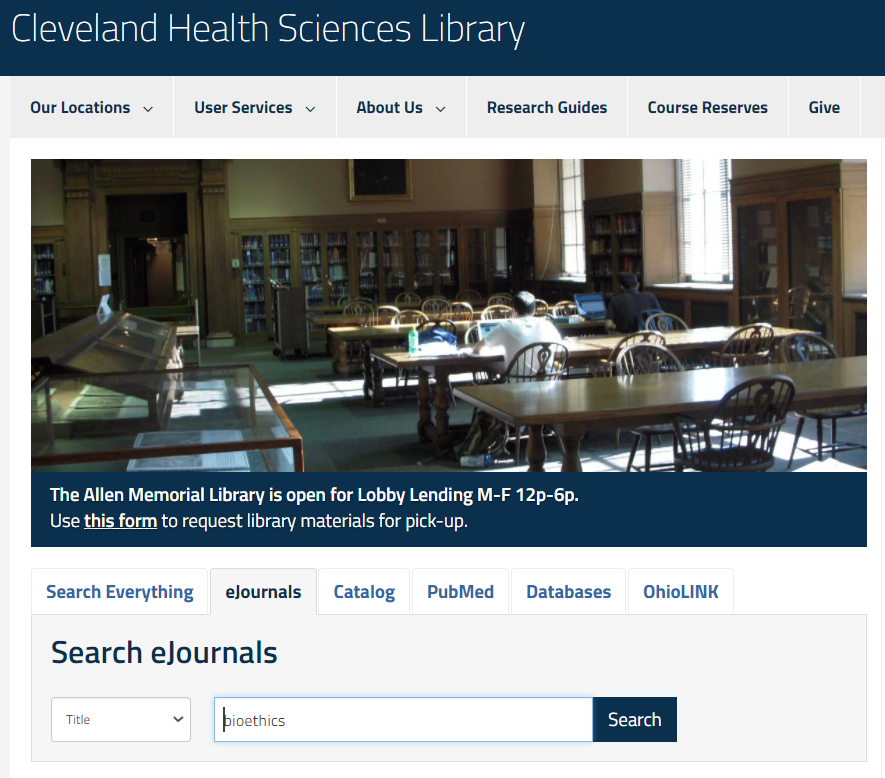 Cleveland Health Sciences Library
Our Locations
User Services
About Us
Research Guides
Course Reserves
Give
The Allen Memorial Library is open for Lobby Lending M-F 12p-6p.
Use this form to request library materials for pick-up.
Search Everything
eJournals
Catalog
PubMed
Databases
OhioLINK
Search eJournals
Title
bioethics
Search